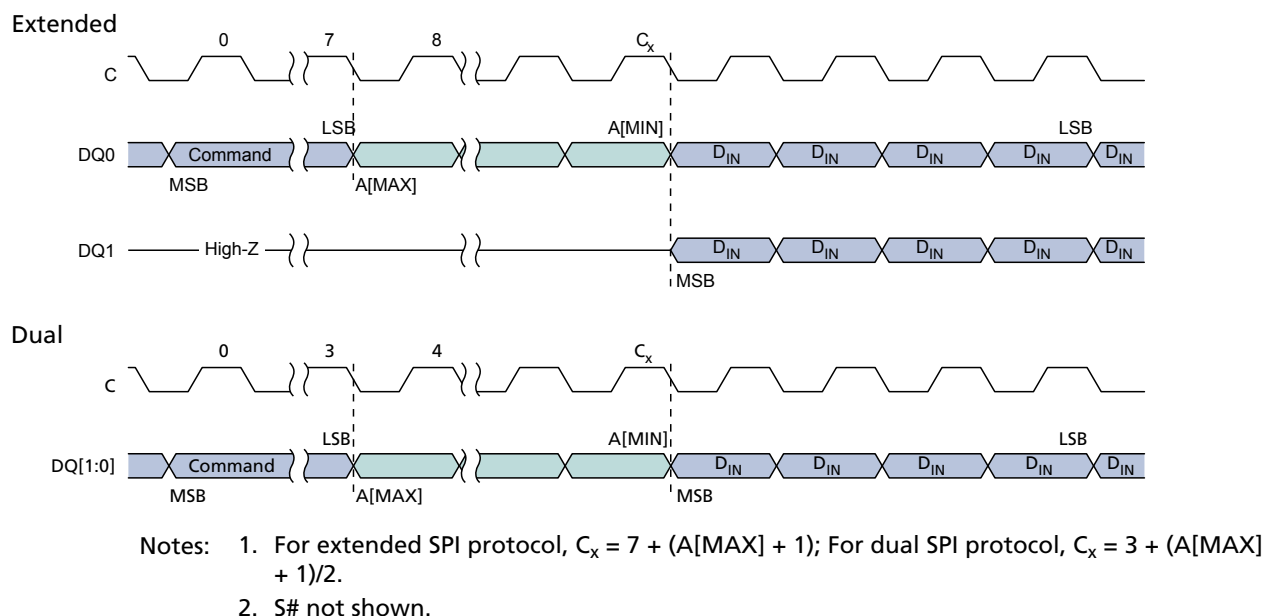 Extended
0 7 8 Cx
C
LSB A[MIN] LSB
DQ0 Command DIN DIN DIN DIN DIN
MSB A[MAX]
DQ1 High-Z DIN DIN DIN DIN DIN
MSB
Dual
0 3 4 Cx
C
LSB A[MIN] LSB
DQ[1:0] Command DIN DIN DIN DIN DIN
MSB A[MAX] MSB
Notes: 1. For extended SPI protocol, Cx = 7 + (A[MAX] + 1); For dual SPI protocol, Cx = 3 + (A[MAX]
+ 1)/2.
2. S# not shown.